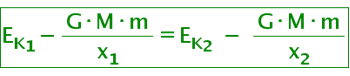 E_K1 − (G · M · m)/x_1 = E_K2 − (G · M · m)/x_2